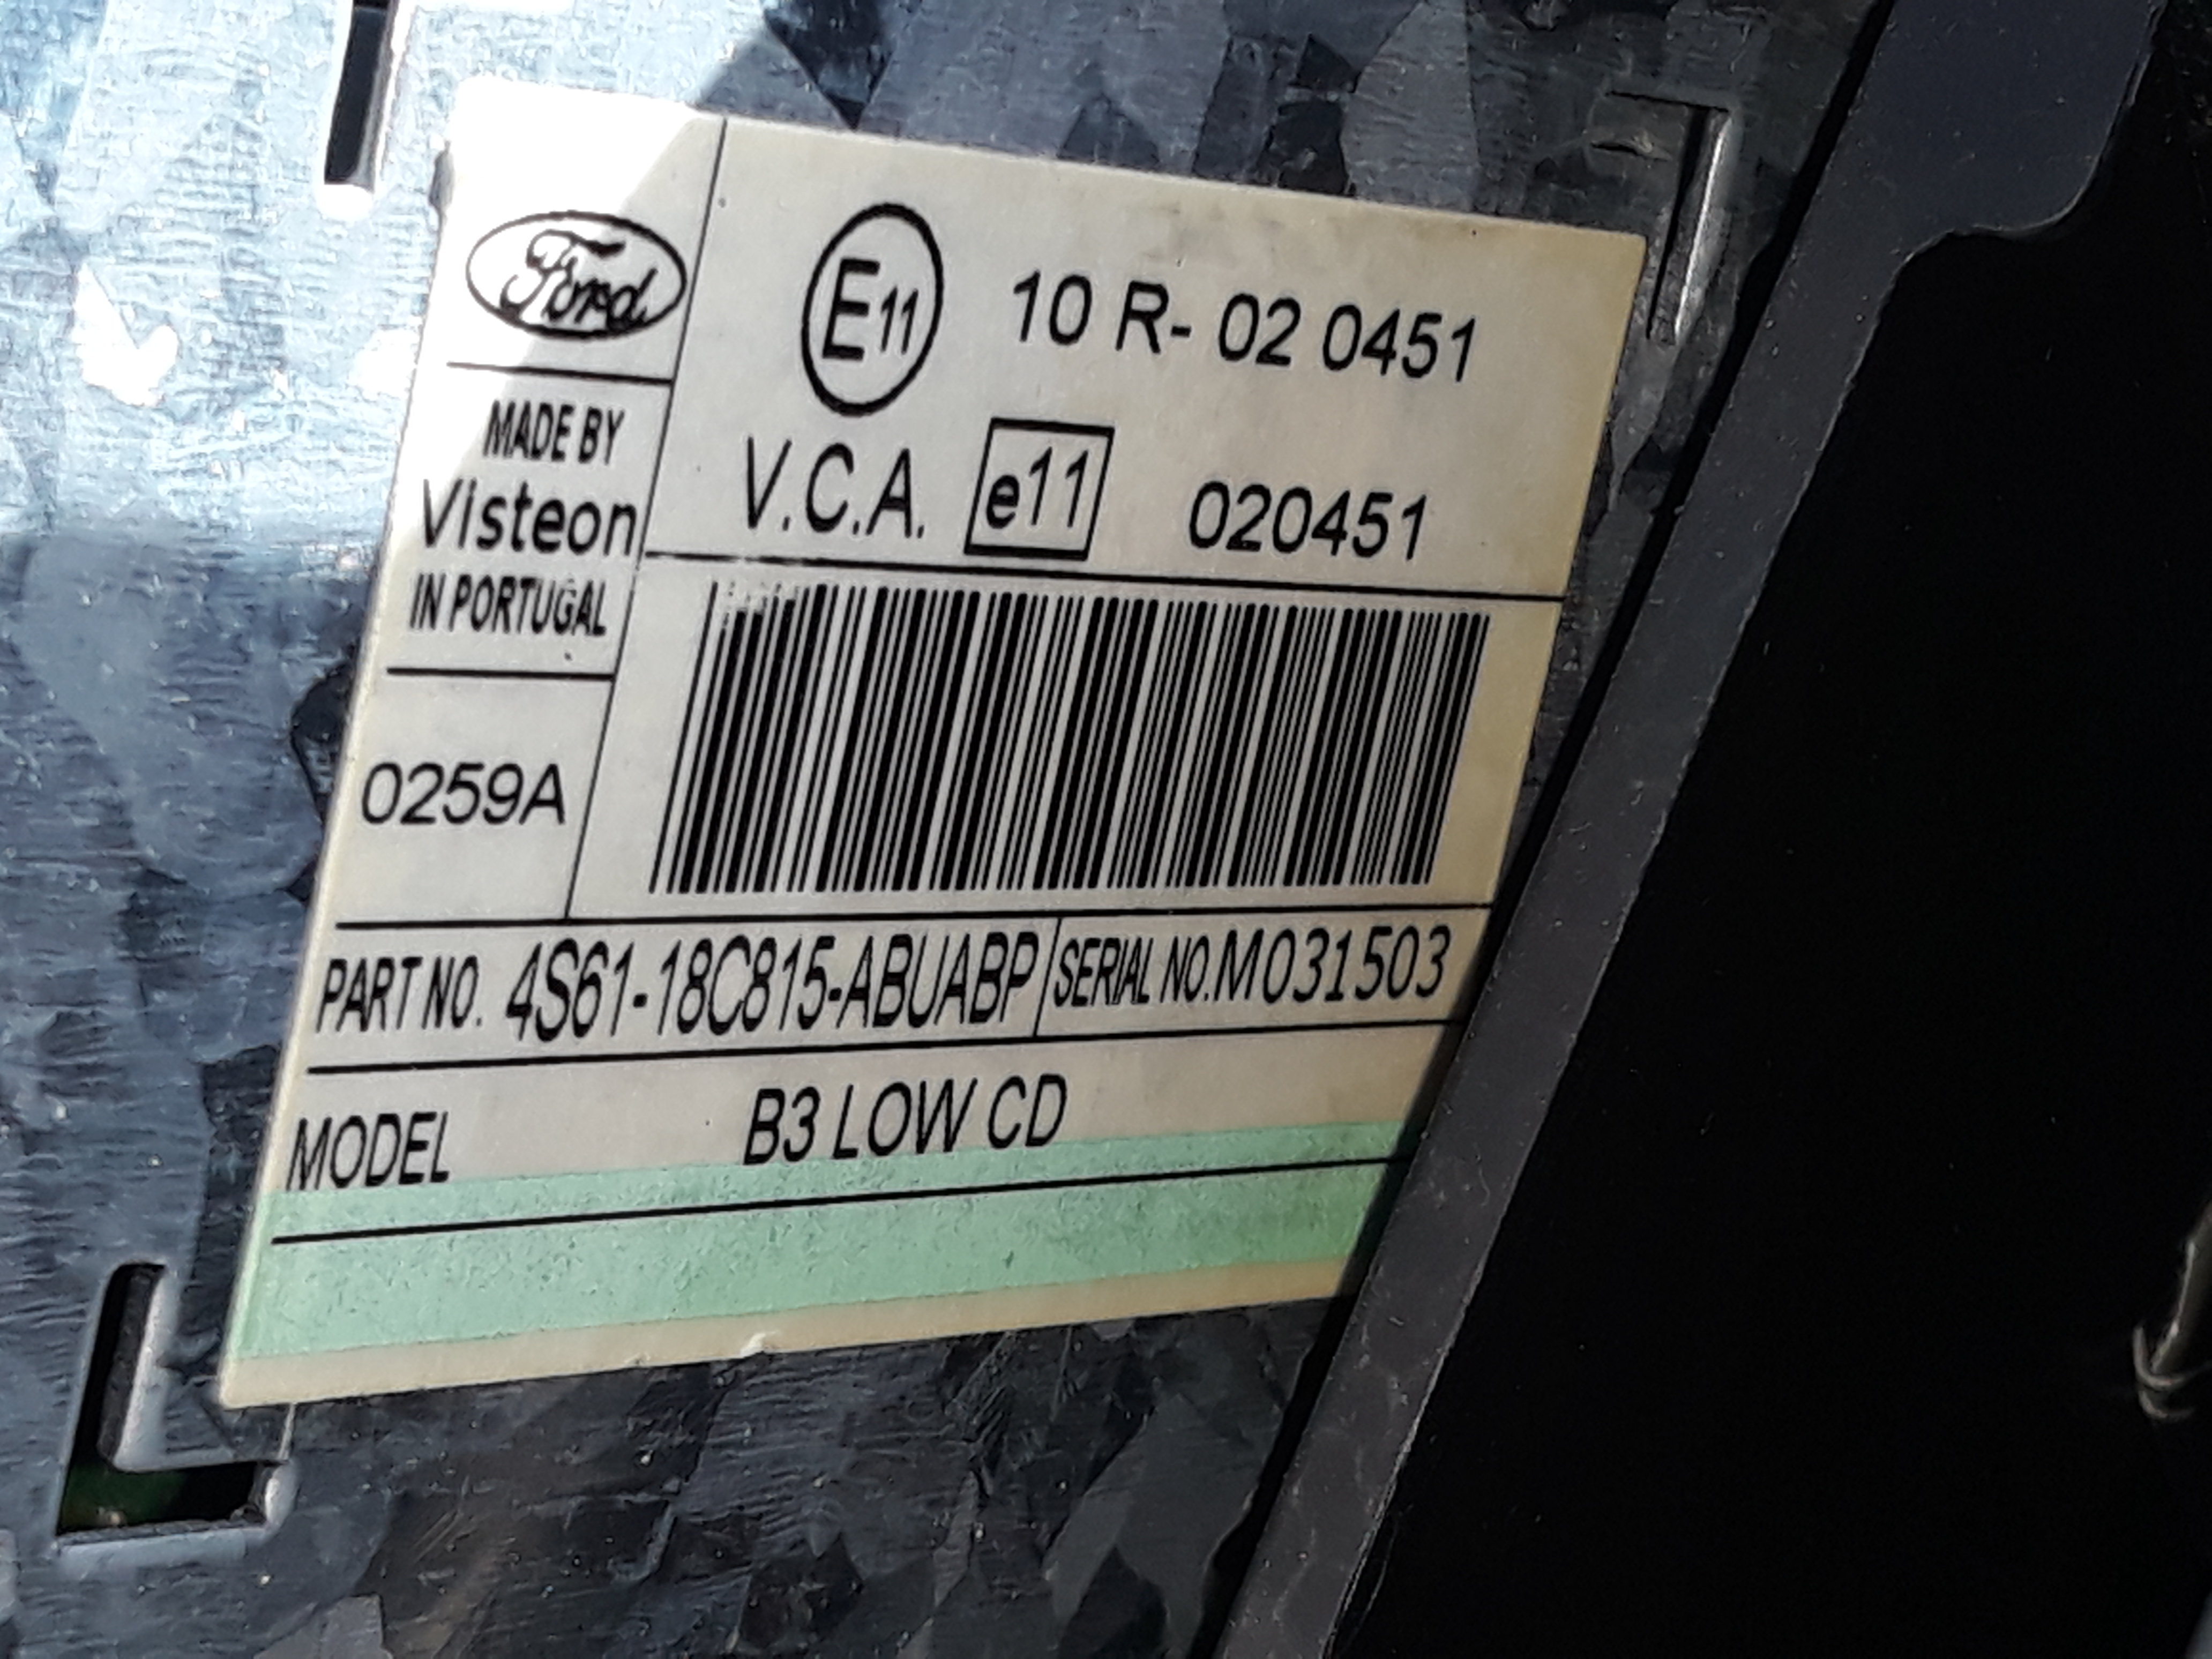 Ford
E11 10 R- 02 0451
MADE BY
Visteon
IN PORTUGAL
V.C.A. e11 020451
0259A
PART NO. 4S61-18C815-ABUABP SERIAL NO. M031503
MODEL B3 LOW CD